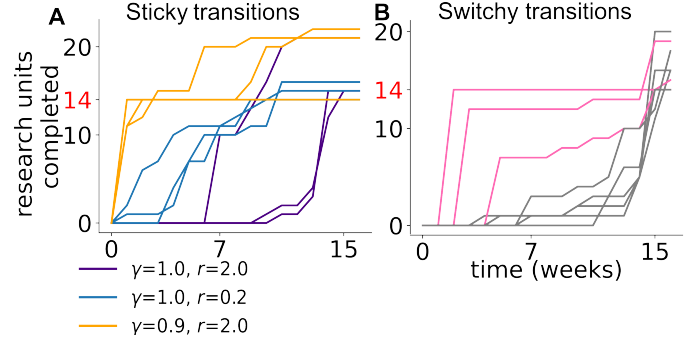 A Sticky transitions
B Switchy transitions
research units
completed
20
14
10
0
0 7 15
20
14
10
0
0 7 15
time (weeks)
γ=1.0, r=2.0
γ=1.0, r=0.2
γ=0.9, r=2.0